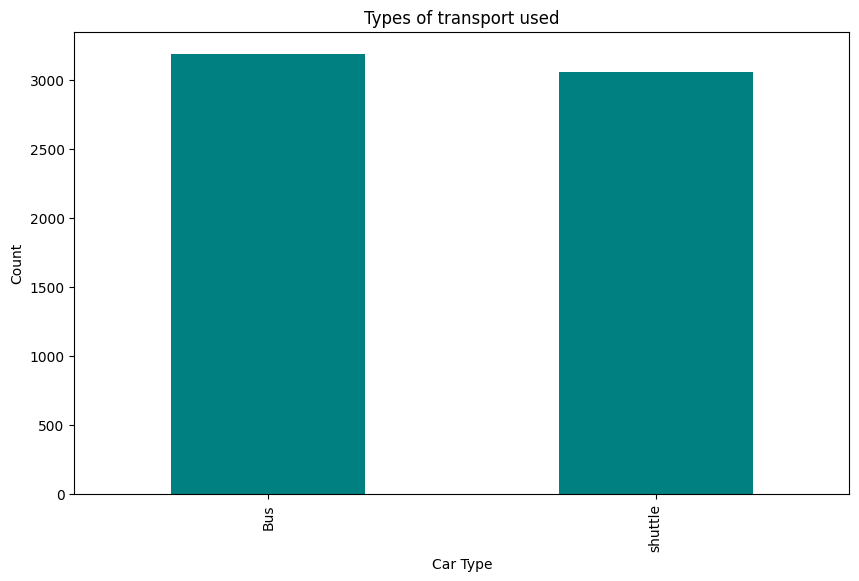 Types of transport used
Count
3000
2500
2000
1500
1000
500
0
Bus
shuttle
Car Type